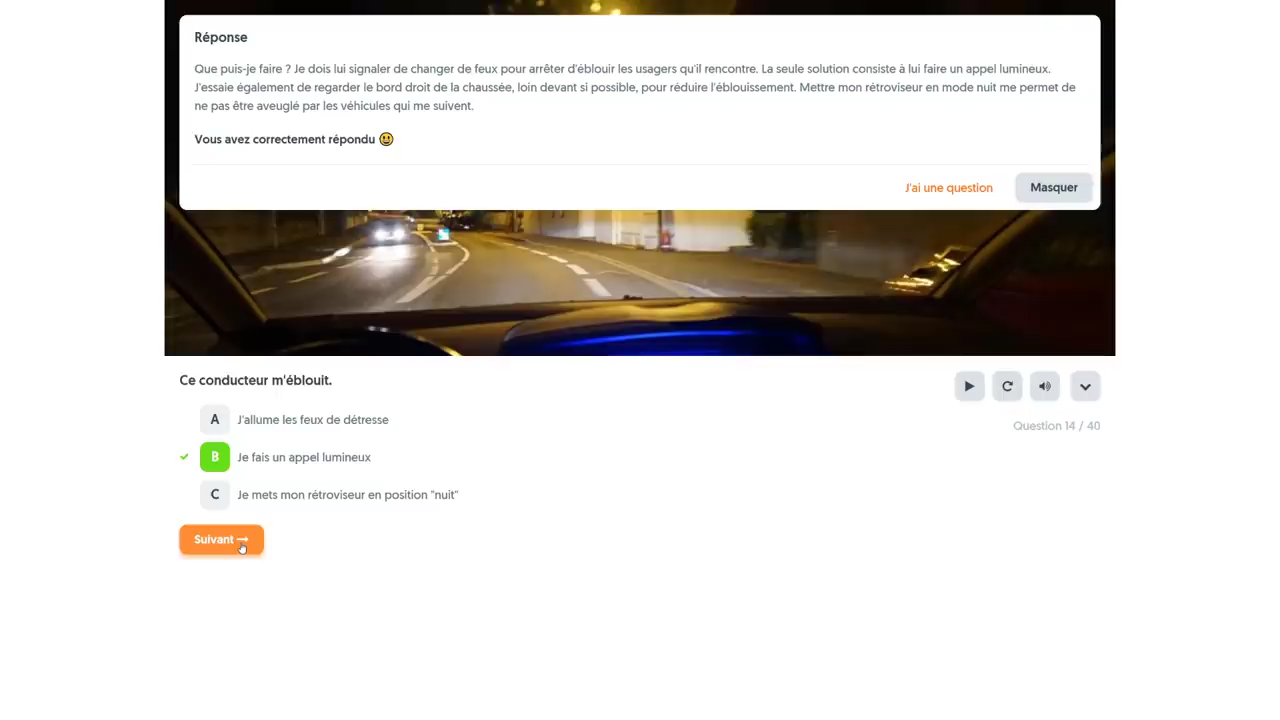 Réponse
Que puis-je faire ? Je dois lui signaler de changer de feux pour arrêter d'éblouir les usagers qu'il rencontre. La seule solution consiste à lui faire un appel lumineux.
J'essaie également de regarder le bord droit de la chaussée, loin devant si possible, pour réduire l'éblouissement. Mettre mon rétroviseur en mode nuit me permet de
ne pas être aveuglé par les véhicules qui me suivent.
Vous avez correctement répondu 😃
J'ai une question
Masquer
Ce conducteur m'éblouit.
A J'allume les feux de détresse
Question 14 / 40
B Je fais un appel lumineux
C Je mets mon rétroviseur en position "nuit"
Suivant →